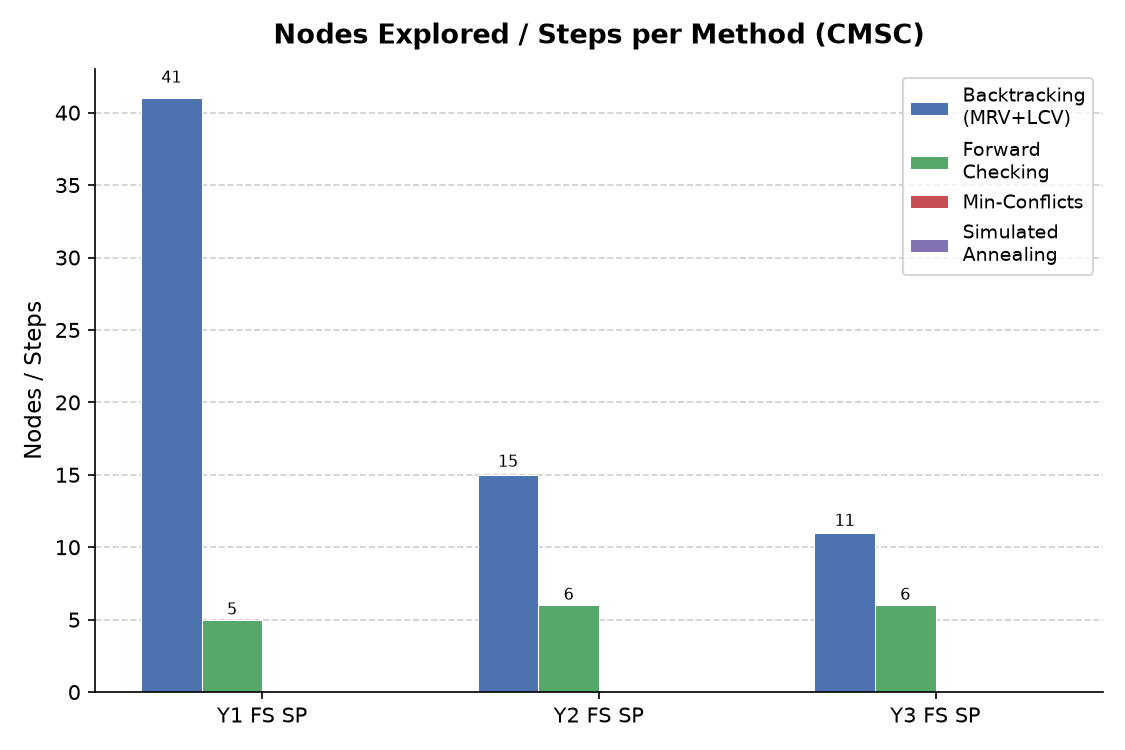 Nodes Explored / Steps per Method (CMSC)
Nodes / Steps
40
35
30
25
20
15
10
5
0
41
5
15
6
11
6
Y1 FS SP
Y2 FS SP
Y3 FS SP
Backtracking
(MRV+LCV)
Forward
Checking
Min-Conflicts
Simulated
Annealing